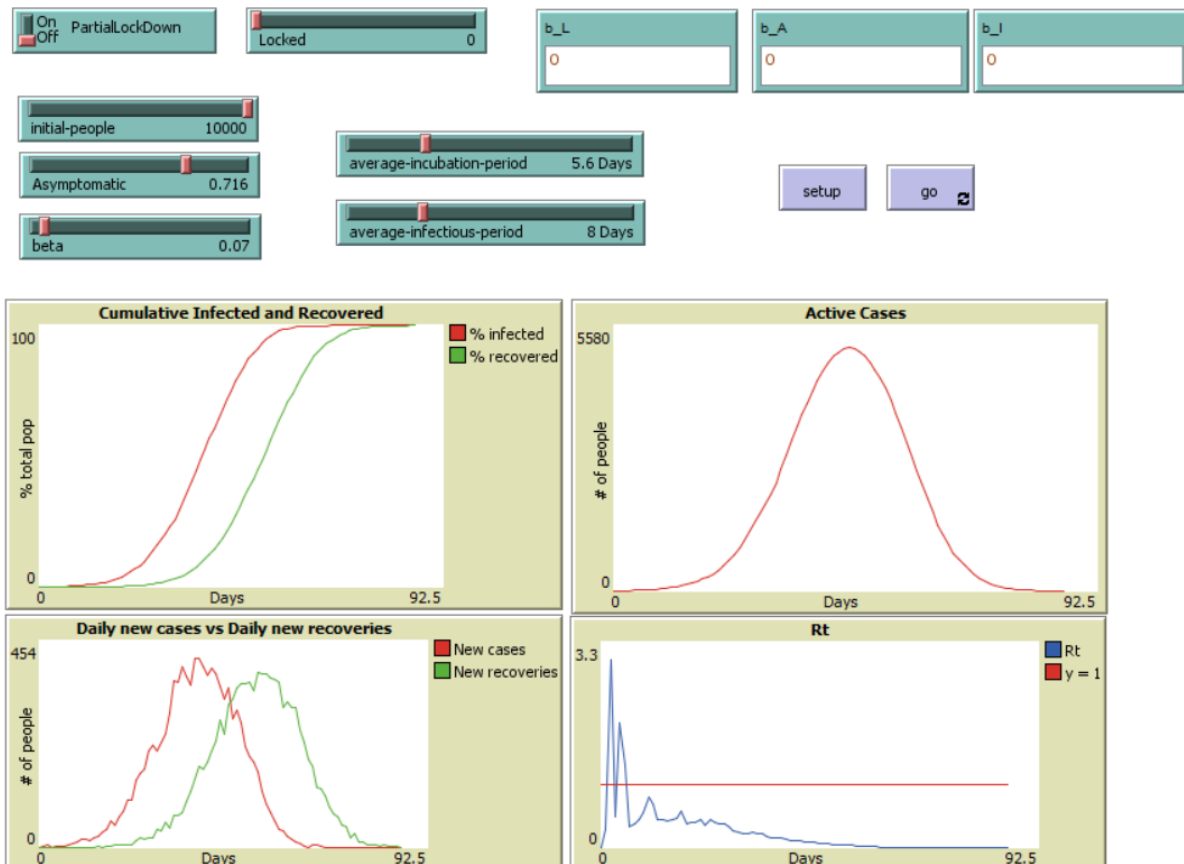 On
Off
PartialLockDown
Locked 0
b_L
0
b_A
0
b_I
0
initial-people 10000
Asymptomatic 0.716
beta 0.07
average-incubation-period 5.6 Days
average-infectious-period 8 Days
setup
go
Cumulative Infected and Recovered
100
% total pop
0
0 Days 92.5
% infected
% recovered
Active Cases
5580
# of people
0
0 Days 92.5
Daily new cases vs Daily new recoveries
454
# of people
0
0 Days 92.5
New cases
New recoveries
Rt
3.3
0
0 Days 92.5
Rt
y = 1